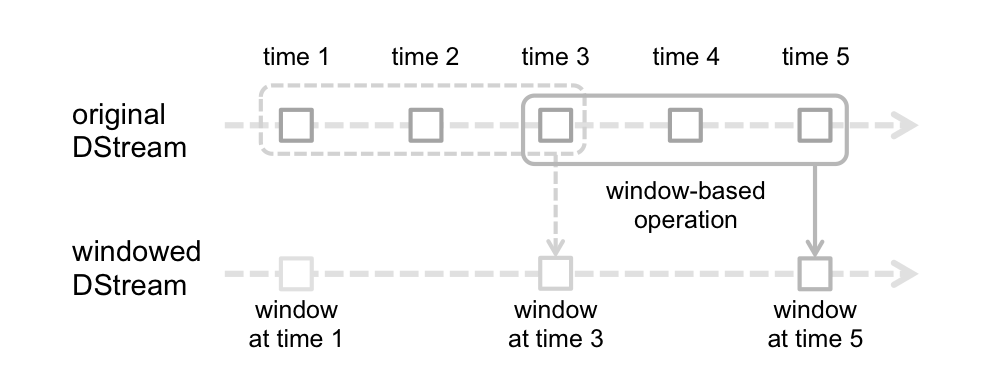 time 1 time 2 time 3 time 4 time 5
original
DStream
window-based
operation
windowed
DStream
window
at time 1
window
at time 3
window
at time 5